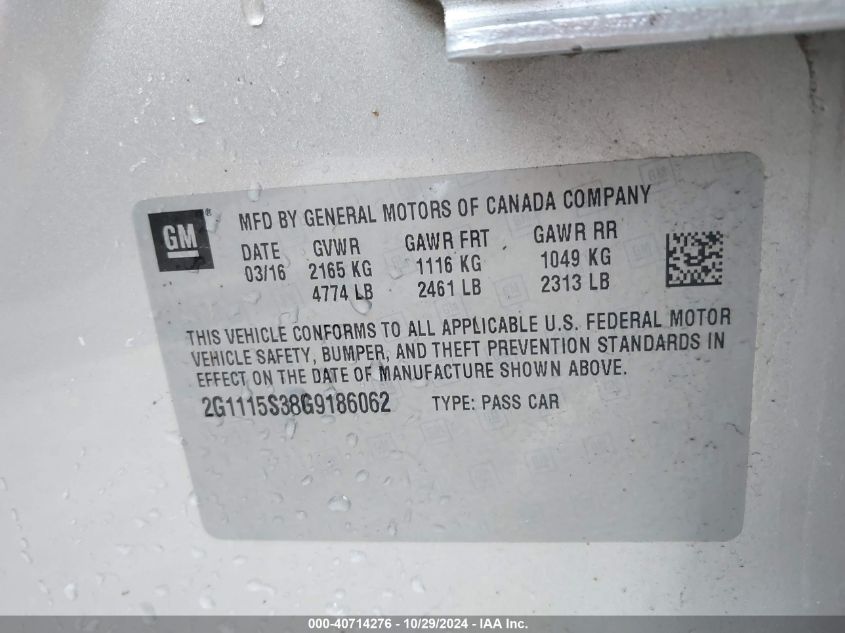 GM ®
MFD BY GENERAL MOTORS OF CANADA COMPANY
DATE GVWR GAWR FRT GAWR RR
03/16 2165 KG 1116 KG 1049 KG
4774 LB 2461 LB 2313 LB
THIS VEHICLE CONFORMS TO ALL APPLICABLE U.S. FEDERAL MOTOR
VEHICLE SAFETY, BUMPER, AND THEFT PREVENTION STANDARDS IN
EFFECT ON THE DATE OF MANUFACTURE SHOWN ABOVE.
2G1115S38G9186062 TYPE: PASS CAR
000-40714276 - 10/29/2024 - IAA Inc.